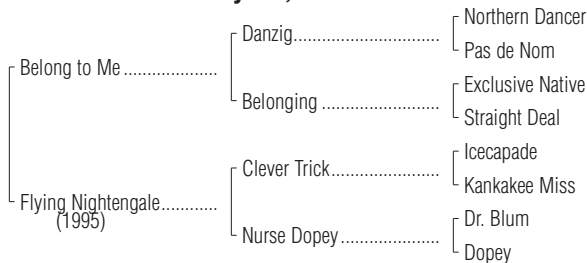 Northern Dancer
Danzig
Pas de Nom
Belong to Me
Exclusive Native
Belonging
Straight Deal
Icecapade
Clever Trick
Kankakee Miss
Flying Nightengale
(1995)
Dr. Blum
Nurse Dopey
Dopey